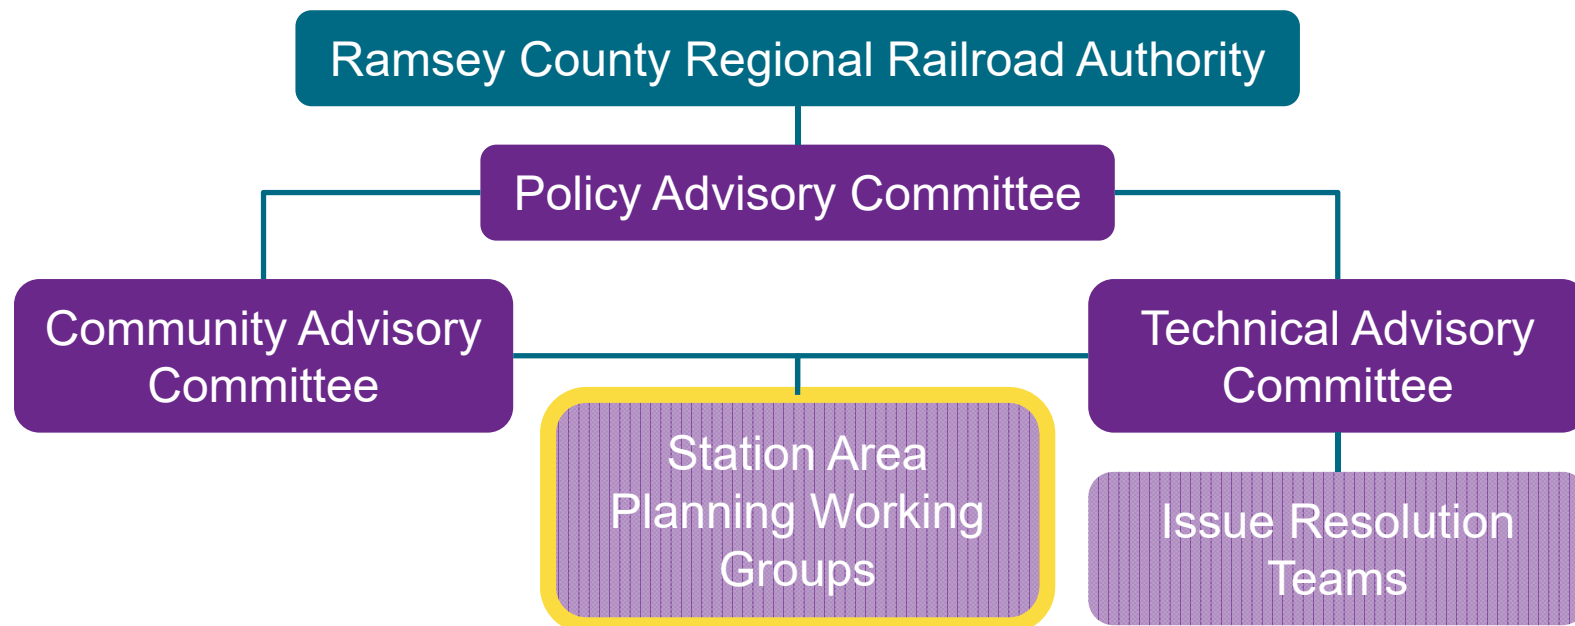 Ramsey County Regional Railroad Authority
Policy Advisory Committee
Community Advisory
Committee
Technical Advisory
Committee
Station Area
Planning Working
Groups
Issue Resolution
Teams